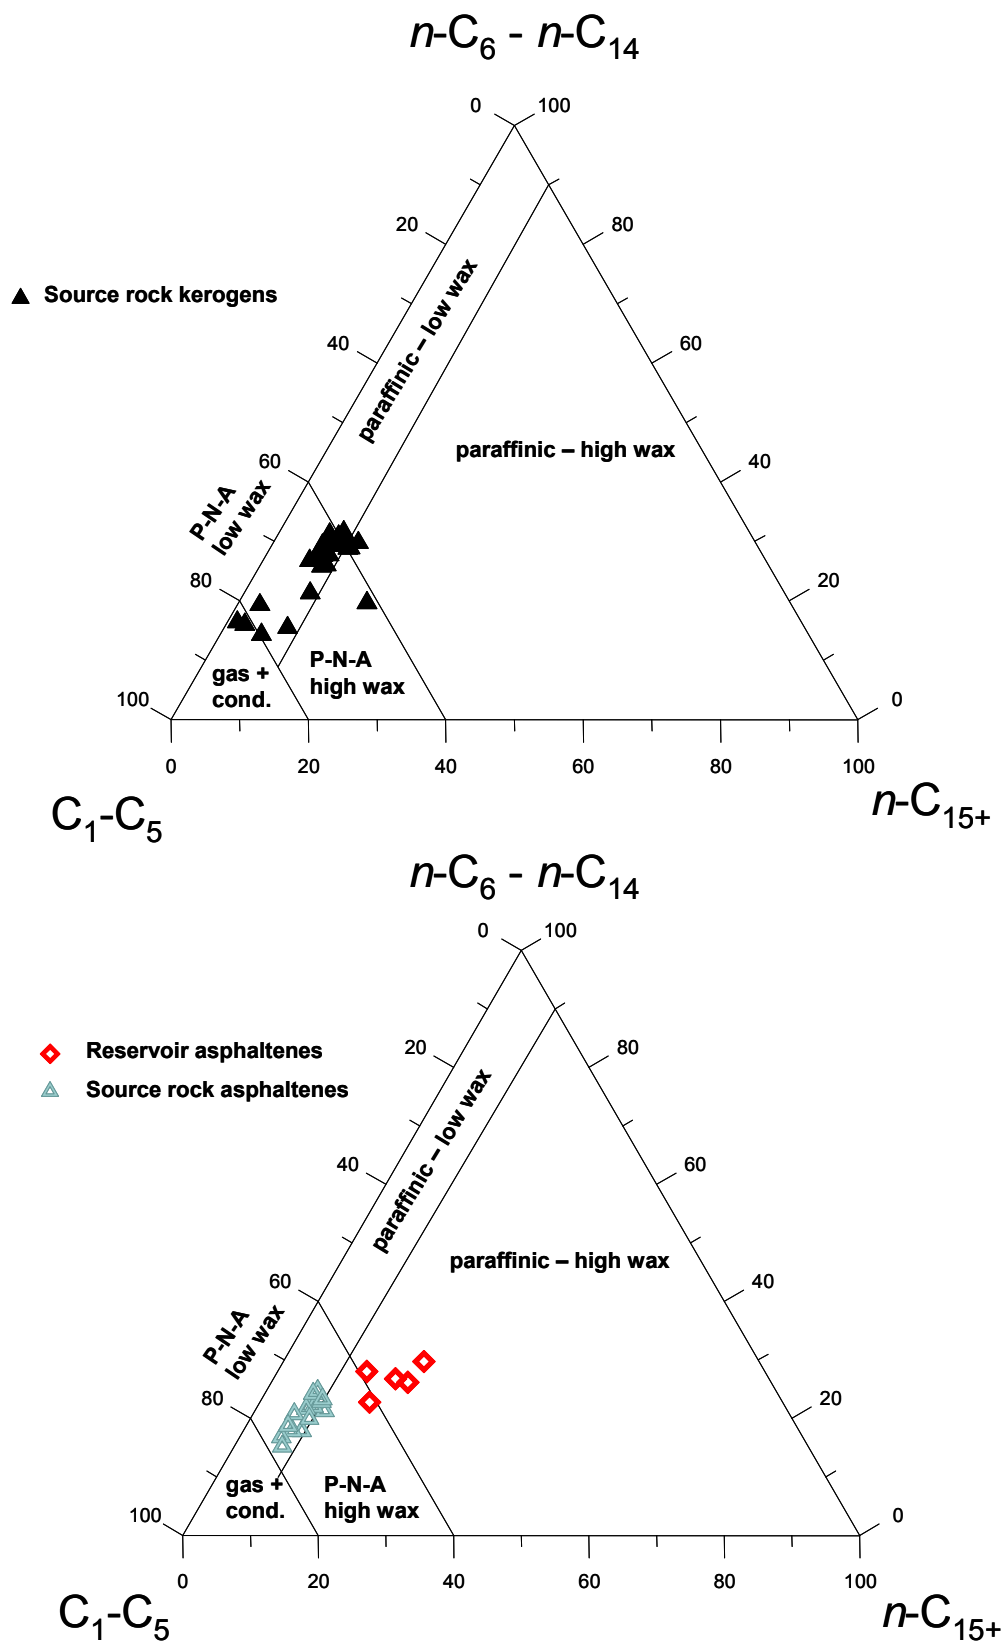 n-C6 - n-C14
0 100
20 80
Source rock kerogens
paraffinic – low wax
40 60
paraffinic – high wax
60 40
P-N-A
low wax
80 20
P-N-A
high wax
gas +
cond.
100 0
0 20 40 60 80 100
C1-C5
n-C15+
n-C6 - n-C14
0 100
20 80
Reservoir asphaltenes
Source rock asphaltenes
paraffinic – low wax
40 60
paraffinic – high wax
60 40
P-N-A
low wax
80 20
gas +
cond.
P-N-A
high wax
100 0
0 20 40 60 80 100
C1-C5
n-C15+